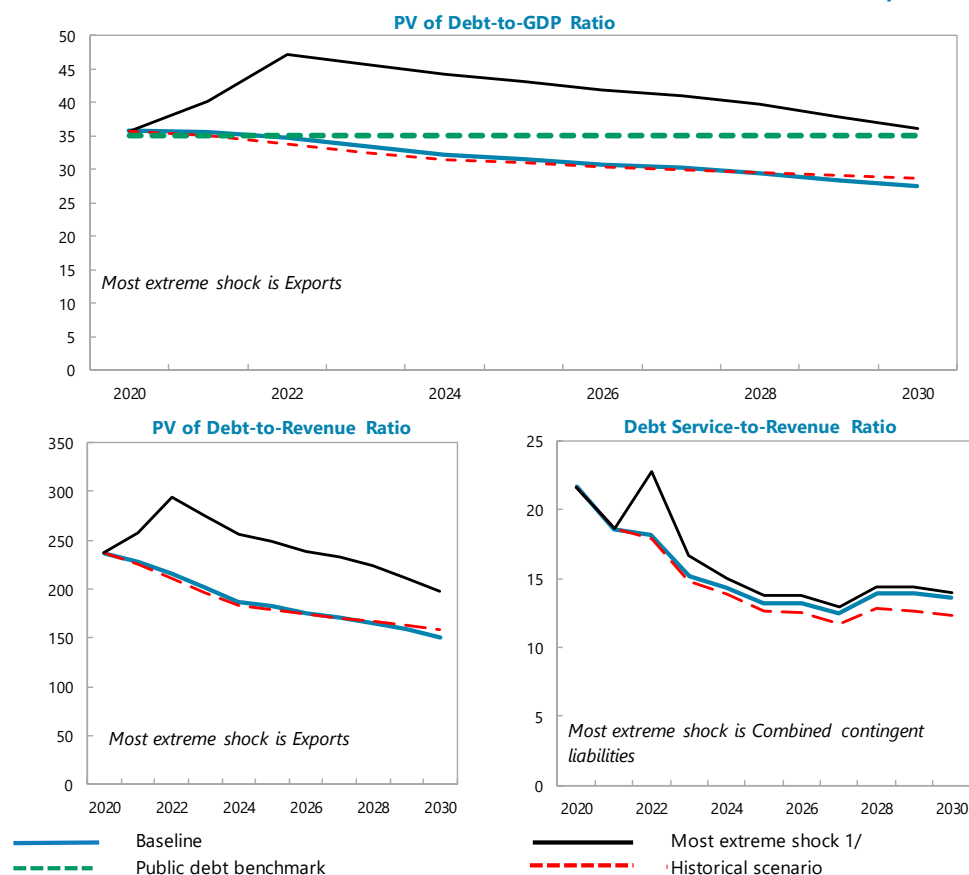 PV of Debt-to-GDP Ratio
50
45
40
35
30
25
20
15
10
5
0
Most extreme shock is Exports
2020 2022 2024 2026 2028 2030
PV of Debt-to-Revenue Ratio
350
300
250
200
150
100
50
0
Most extreme shock is Exports
2020 2022 2024 2026 2028 2030
Debt Service-to-Revenue Ratio
25
20
15
10
5
0
Most extreme shock is Combined contingent
liabilities
2020 2022 2024 2026 2028 2030
Baseline
Public debt benchmark
Most extreme shock 1/
Historical scenario